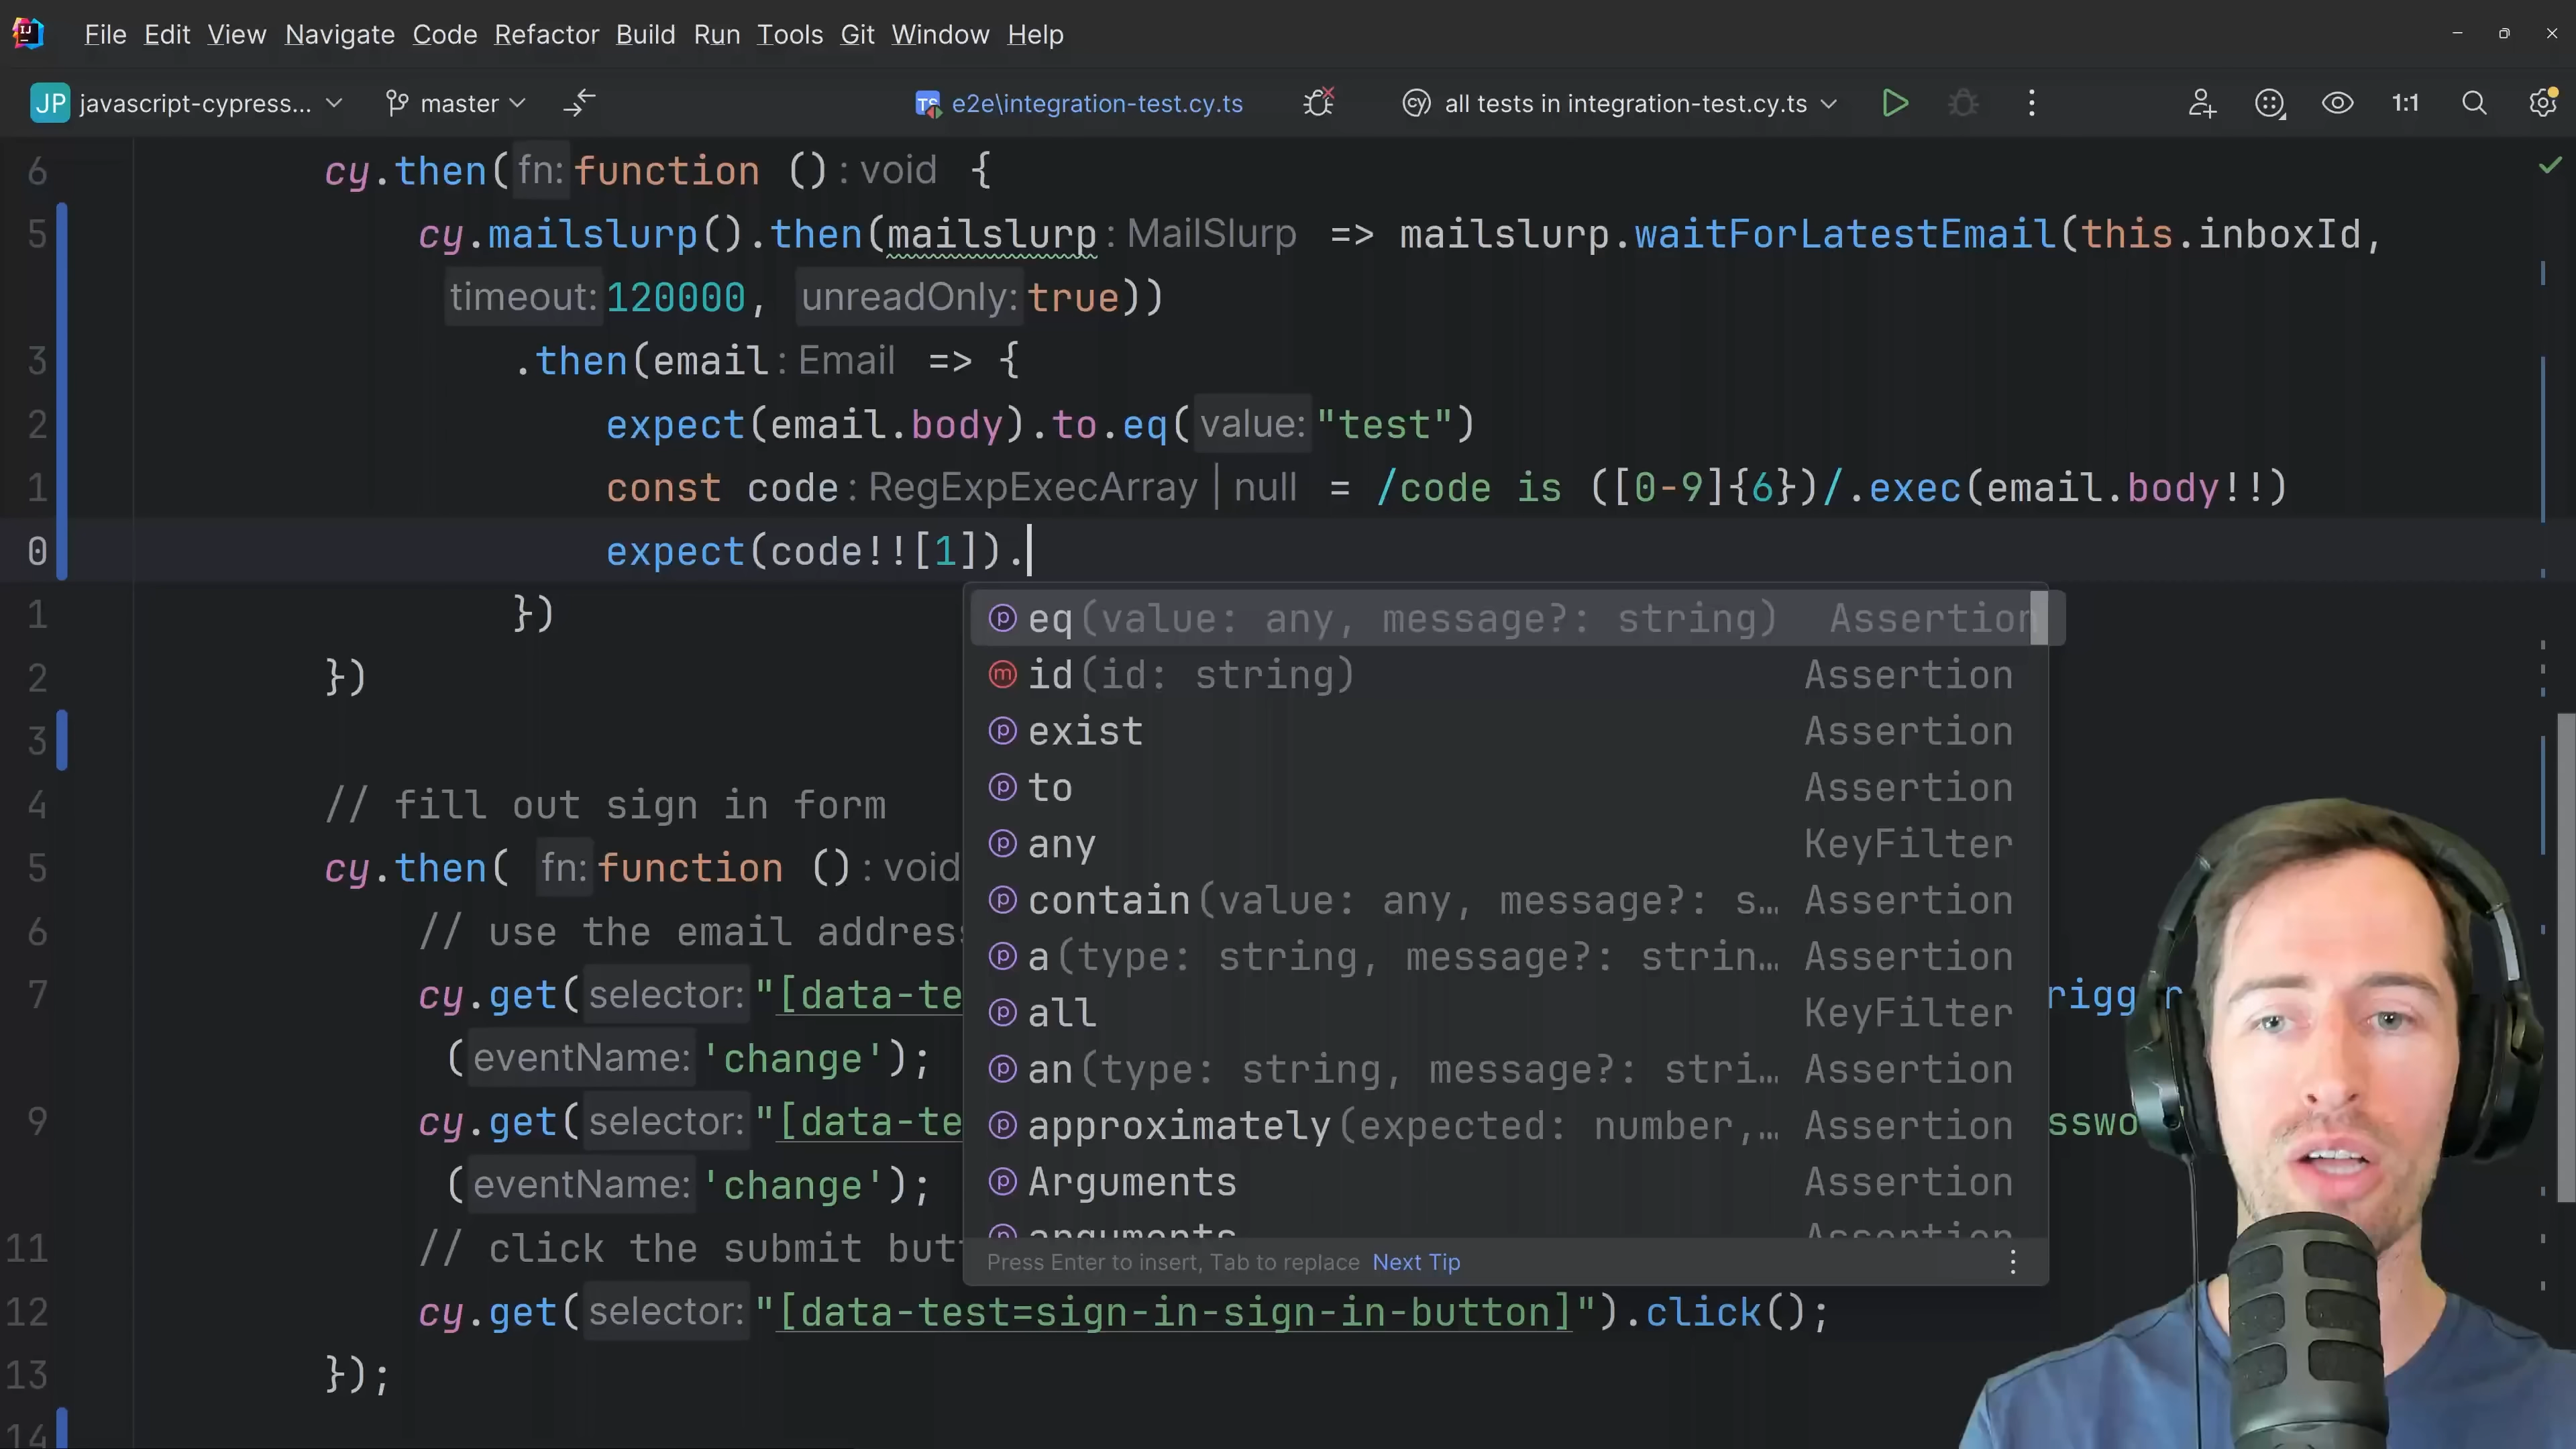 IJ File Edit View Navigate Code Refactor Build Run Tools Git Window Help
JP javascript-cypress... master TS e2e\integration-test.cy.ts cy all tests in integration-test.cy.ts 1:1
6 cy.then( fn: function () : void {
5 cy.mailslurp().then(mailslurp : MailSlurp => mailslurp.waitForLatestEmail(this.inboxId,
timeout: 120000, unreadOnly: true))
3 .then(email : Email => {
2 expect(email.body).to.eq( value: "test")
1 const code : RegExpExecArray | null = /code is ([0-9]{6})/.exec(email.body!!)
0 expect(code!![1]).
1 })
2 })
3
4 // fill out sign in form
5 cy.then( fn: function () : void
6 // use the email address
7 cy.get( selector: "[data-te
( eventName: 'change');
9 cy.get( selector: "[data-te
( eventName: 'change');
11 // click the submit but
12 cy.get( selector: "[data-test=sign-in-sign-in-button]").click();
13 });
14
p eq(value: any, message?: string) Assertion
m id(id: string) Assertion
p exist Assertion
p to Assertion
p any KeyFilter
p contain(value: any, message?: s… Assertion
p a(type: string, message?: strin… Assertion
p all KeyFilter
p an(type: string, message?: stri… Assertion
p approximately(expected: number,… Assertion
p Arguments Assertion
p arguments Assertion
Press Enter to insert, Tab to replace Next Tip